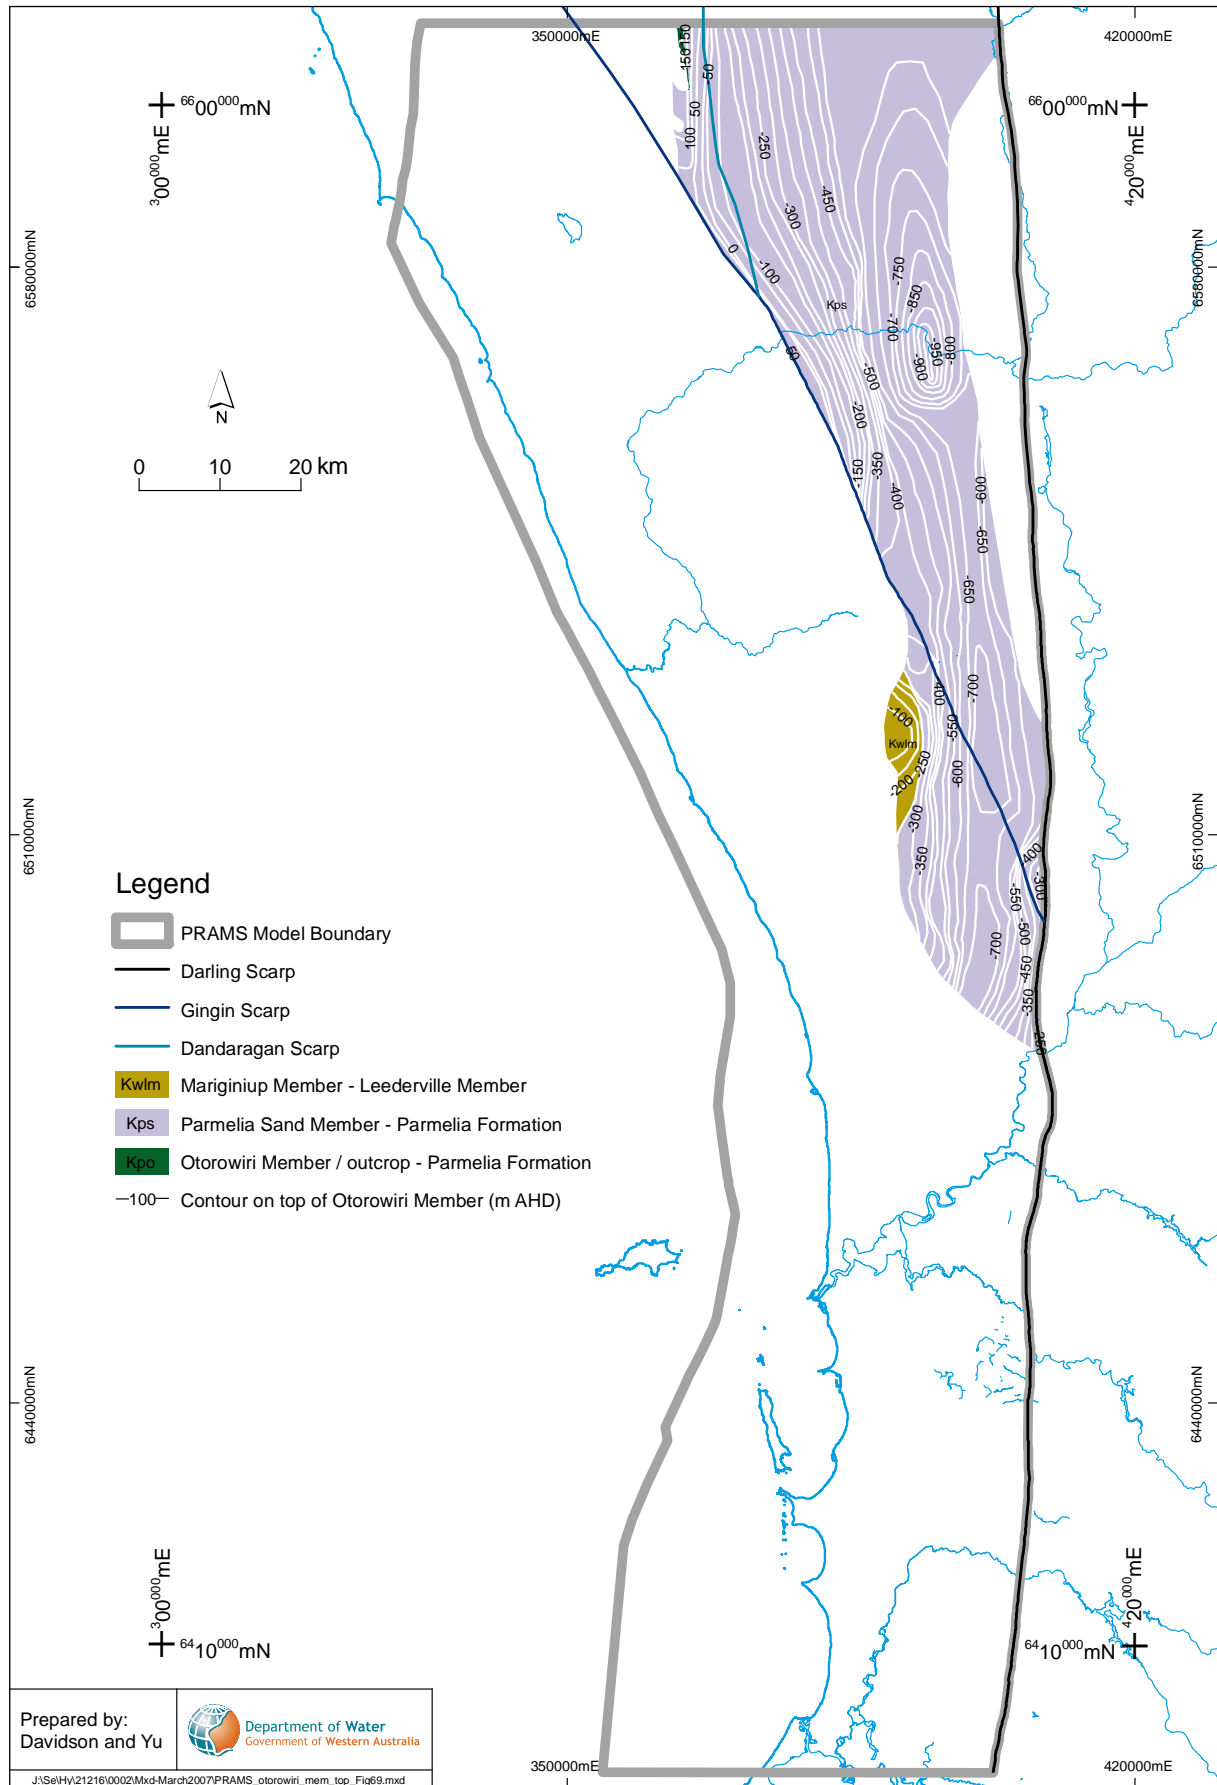 350000mE
420000mE
6600000mN
6600000mN
300000mE
420000mE
150
150
50
50
100
-250
-450
-300
0
-100
6580000mN
6580000mN
-750
-850
Kps
-700
-950
-800
-900
50
-500
-200
N
0 10 20 km
-150
-350
-400
-600
-650
-650
-400
-700
-100
-550
Kwlm
-250
-600
-200
-300
-350
6510000mN
6510000mN
400
-300
-550
-500
-700
-450
-350
250
Legend
PRAMS Model Boundary
Darling Scarp
Gingin Scarp
Dandaragan Scarp
Kwlm Mariginiup Member - Leederville Member
Kps Parmelia Sand Member - Parmelia Formation
Kpo Otorowiri Member / outcrop - Parmelia Formation
—100— Contour on top of Otorowiri Member (m AHD)
6440000mN
6440000mN
300000mE
420000mE
6410000mN
6410000mN
Prepared by:
Davidson and Yu
Department of Water
Government of Western Australia
350000mE
420000mE
J:\Se\Hy\21216\0002\Mxd-March2007\PRAMS_otorowiri_mem_top_Fig69.mxd